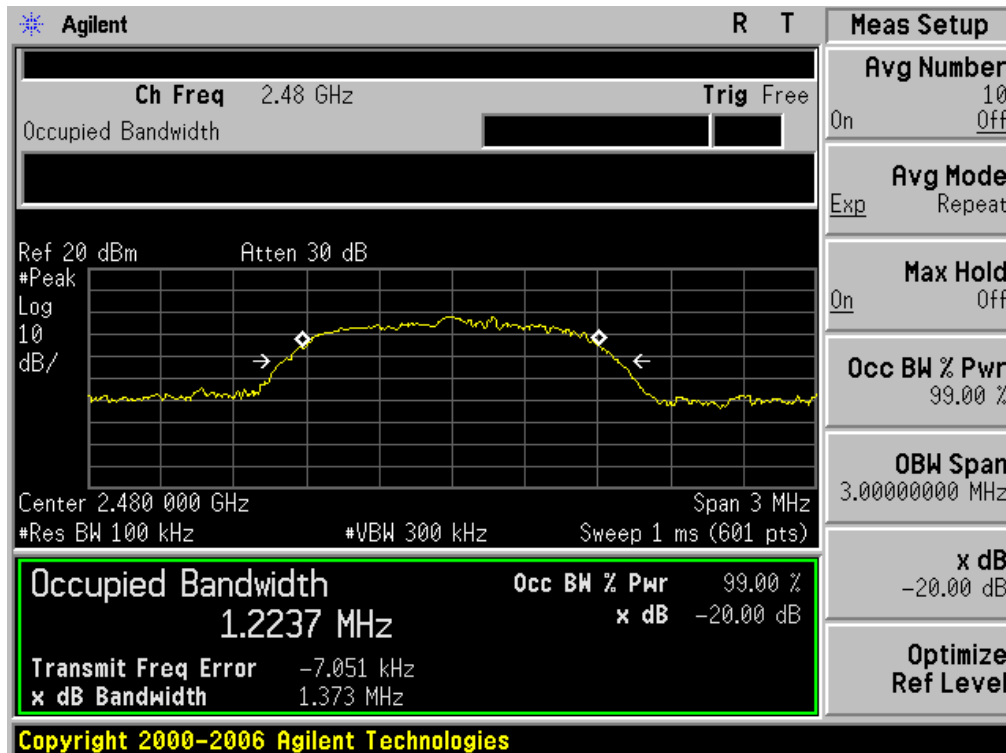 Agilent R T
Ch Freq 2.48 GHz Trig Free
Occupied Bandwidth
Ref 20 dBm Atten 30 dB
#Peak
Log
10
dB/
Center 2.480 000 GHz Span 3 MHz
#Res BW 100 kHz #VBW 300 kHz Sweep 1 ms (601 pts)
Occupied Bandwidth Occ BW % Pwr 99.00 %
1.2237 MHz x dB -20.00 dB
Transmit Freq Error -7.051 kHz
x dB Bandwidth 1.373 MHz
Copyright 2000-2006 Agilent Technologies
Meas Setup
Avg Number
10
On Off
Avg Mode
Exp Repeat
Max Hold
On Off
Occ BW % Pwr
99.00 %
OBW Span
3.00000000 MHz
x dB
-20.00 dB
Optimize
Ref Level